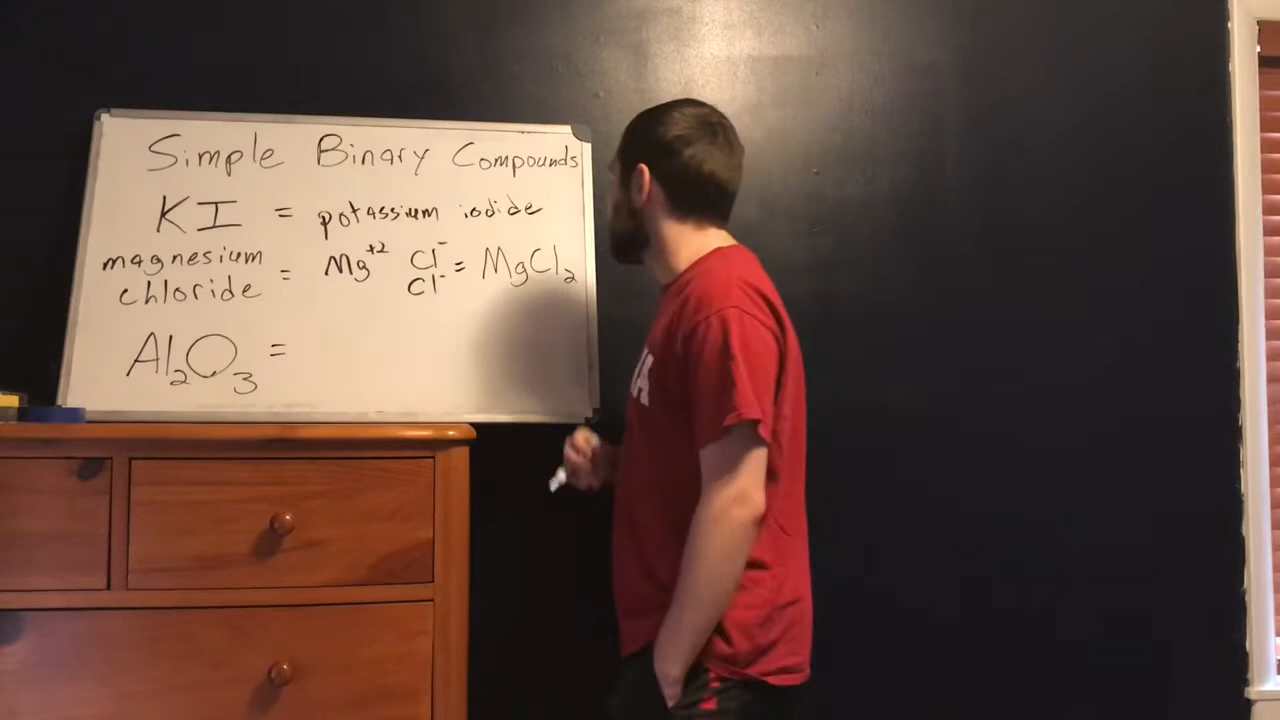 Simple Binary Compounds
KI = potassium iodide
magnesium chloride = Mg⁺² Cl⁻ Cl⁻ = MgCl₂
Al₂O₃ =